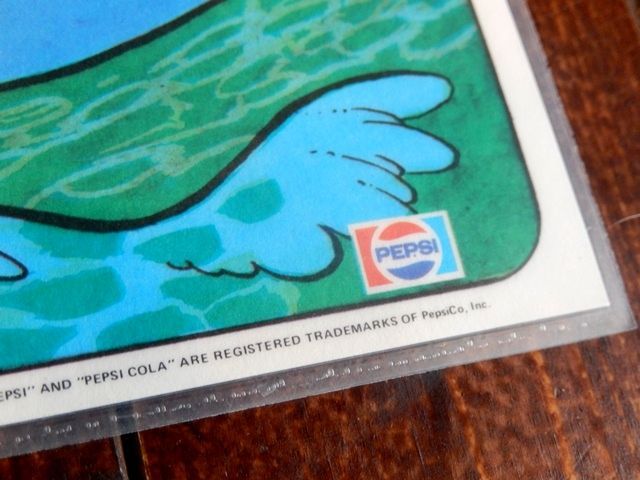 PEPSI
EPSI" AND "PEPSI COLA" ARE REGISTERED TRADEMARKS OF PepsiCo, Inc.